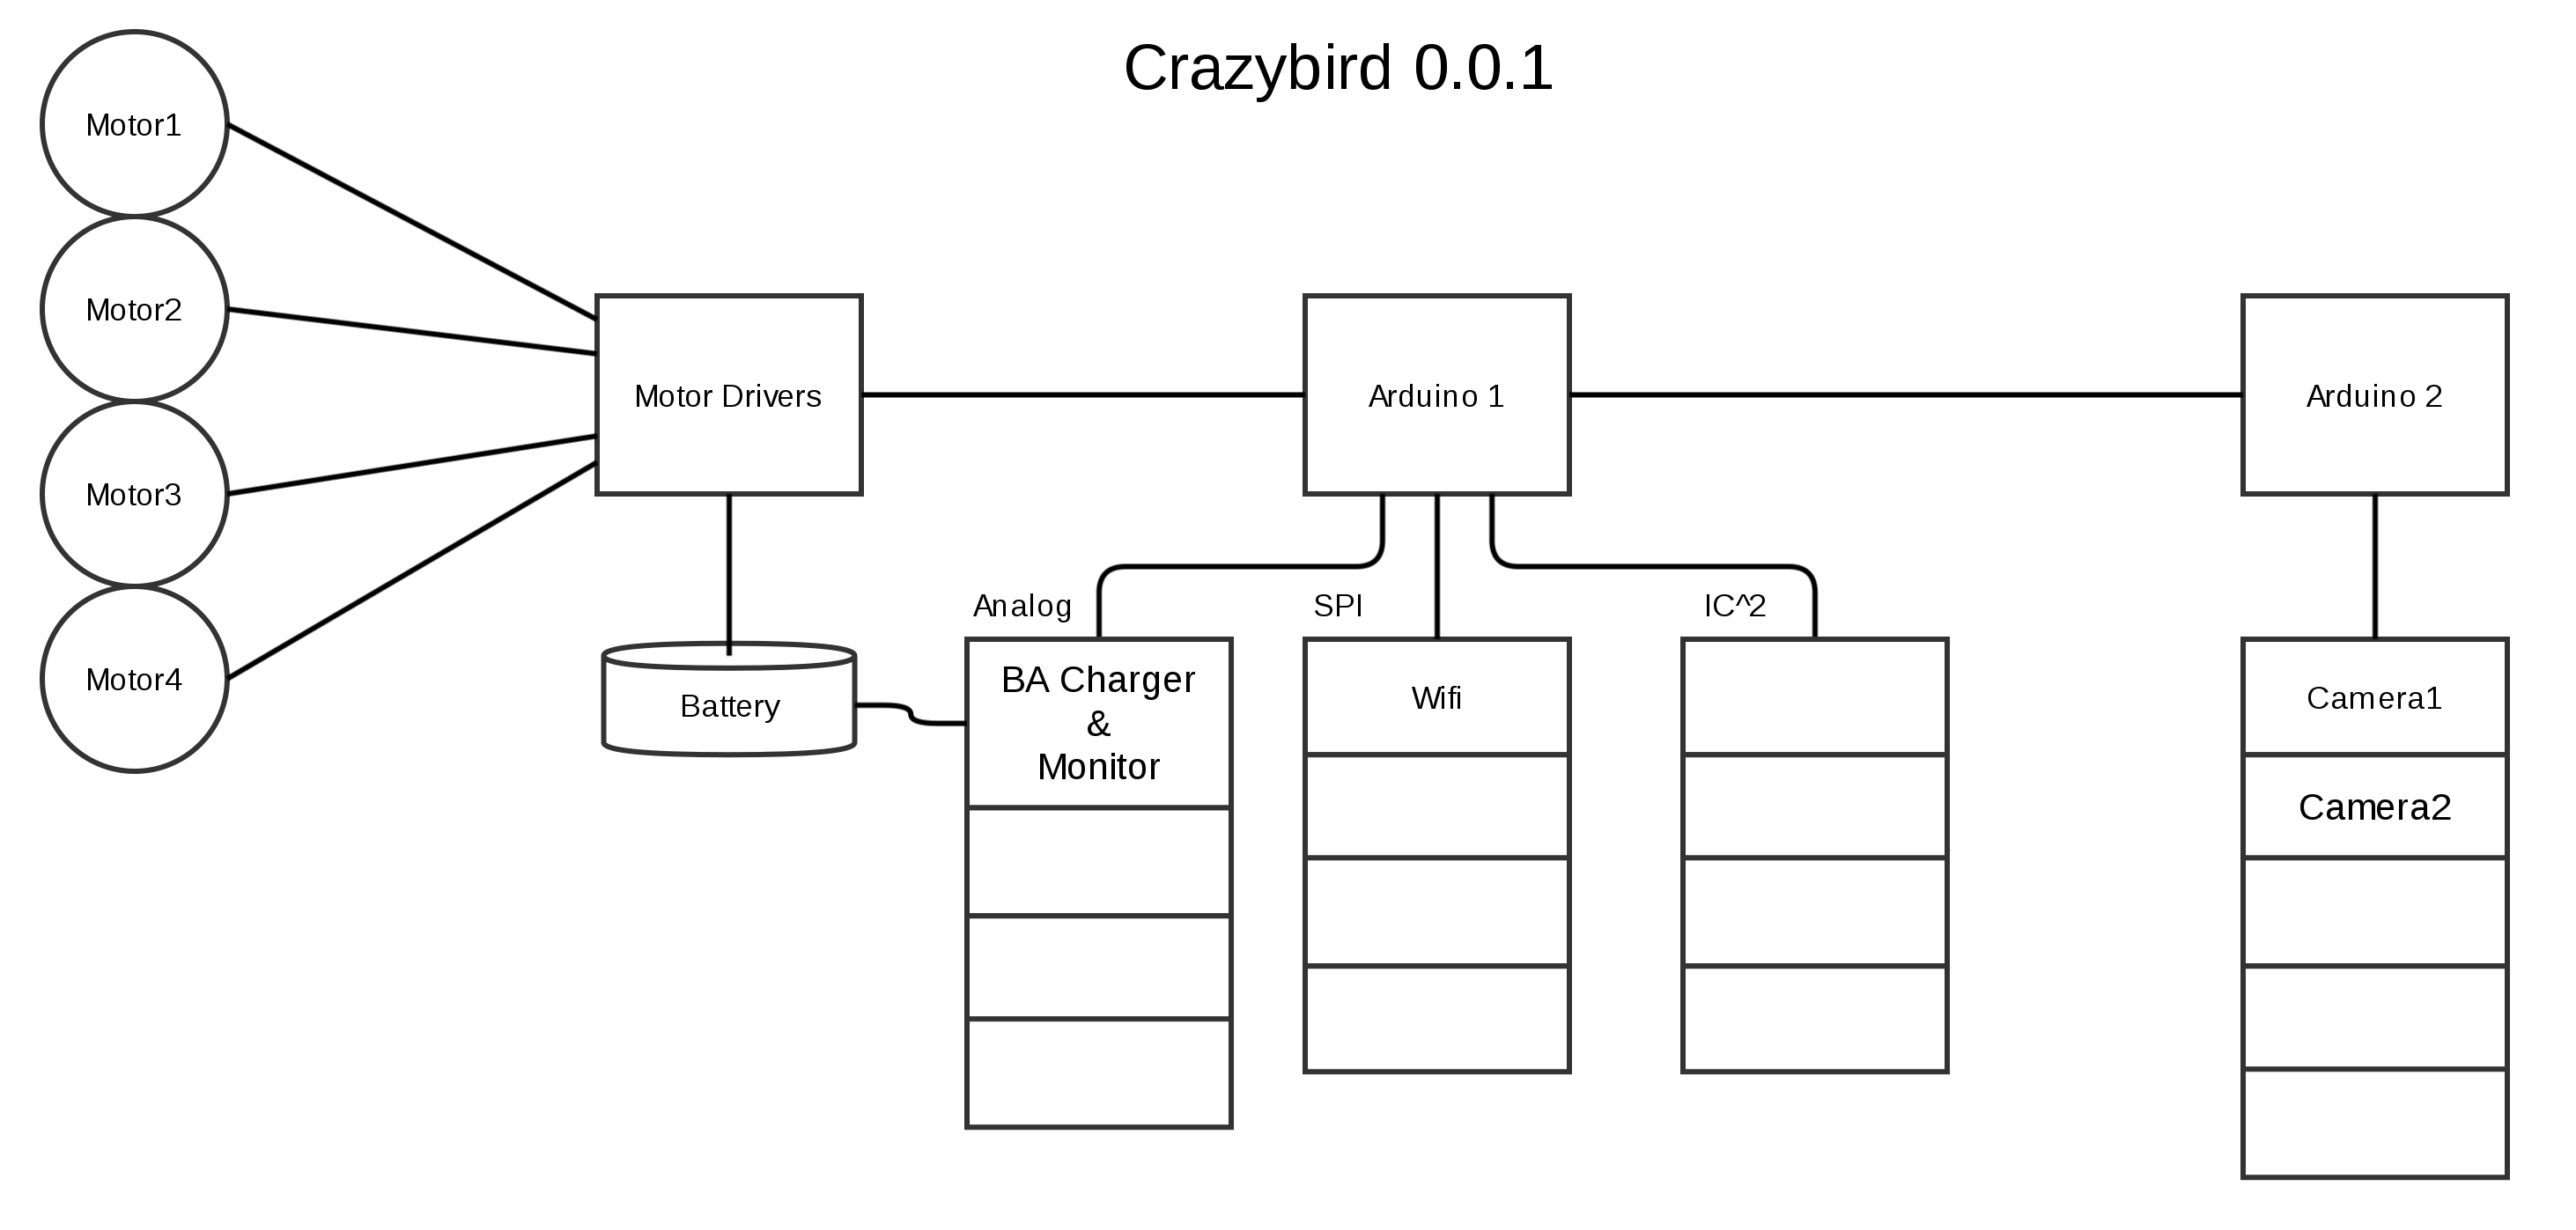 Crazybird 0.0.1
Motor1
Motor2
Motor3
Motor4
Motor Drivers
Arduino 1
Arduino 2
Analog
SPI
IC^2
Battery
BA Charger
&
Monitor
Wifi
Camera1
Camera2